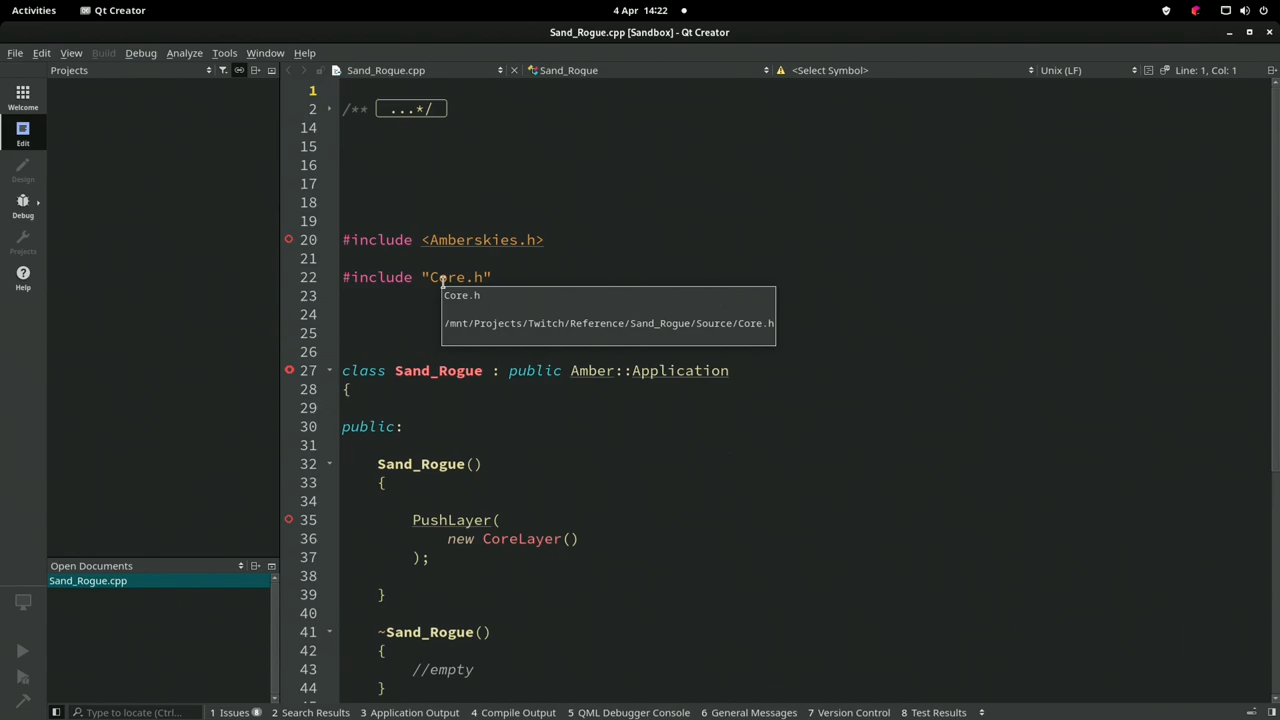 Activities Qt Creator 4 Apr 14:22
Sand_Rogue.cpp [Sandbox] - Qt Creator
File Edit View Build Debug Analyze Tools Window Help
Projects Sand_Rogue.cpp Sand_Rogue <Select Symbol> Unix (LF) Line: 1, Col: 1
Welcome
Edit
Design
Debug
Projects
Help
1
2 /** ...*/
14
15
16
17
18
19
20 #include <Amberskies.h>
21
22 #include "Core.h"
23
Core.h
/mnt/Projects/Twitch/Reference/Sand_Rogue/Source/Core.h
24
25
26
27 class Sand_Rogue : public Amber::Application
28 {
29
30 public:
31
32 Sand_Rogue()
33 {
34
35 PushLayer(
36 new CoreLayer()
37 );
38
39 }
40
41 ~Sand_Rogue()
42 {
43 //empty
44 }
Open Documents
Sand_Rogue.cpp
Type to locate (Ctrl... 1 Issues 8 2 Search Results 3 Application Output 4 Compile Output 5 QML Debugger Console 6 General Messages 7 Version Control 8 Test Results